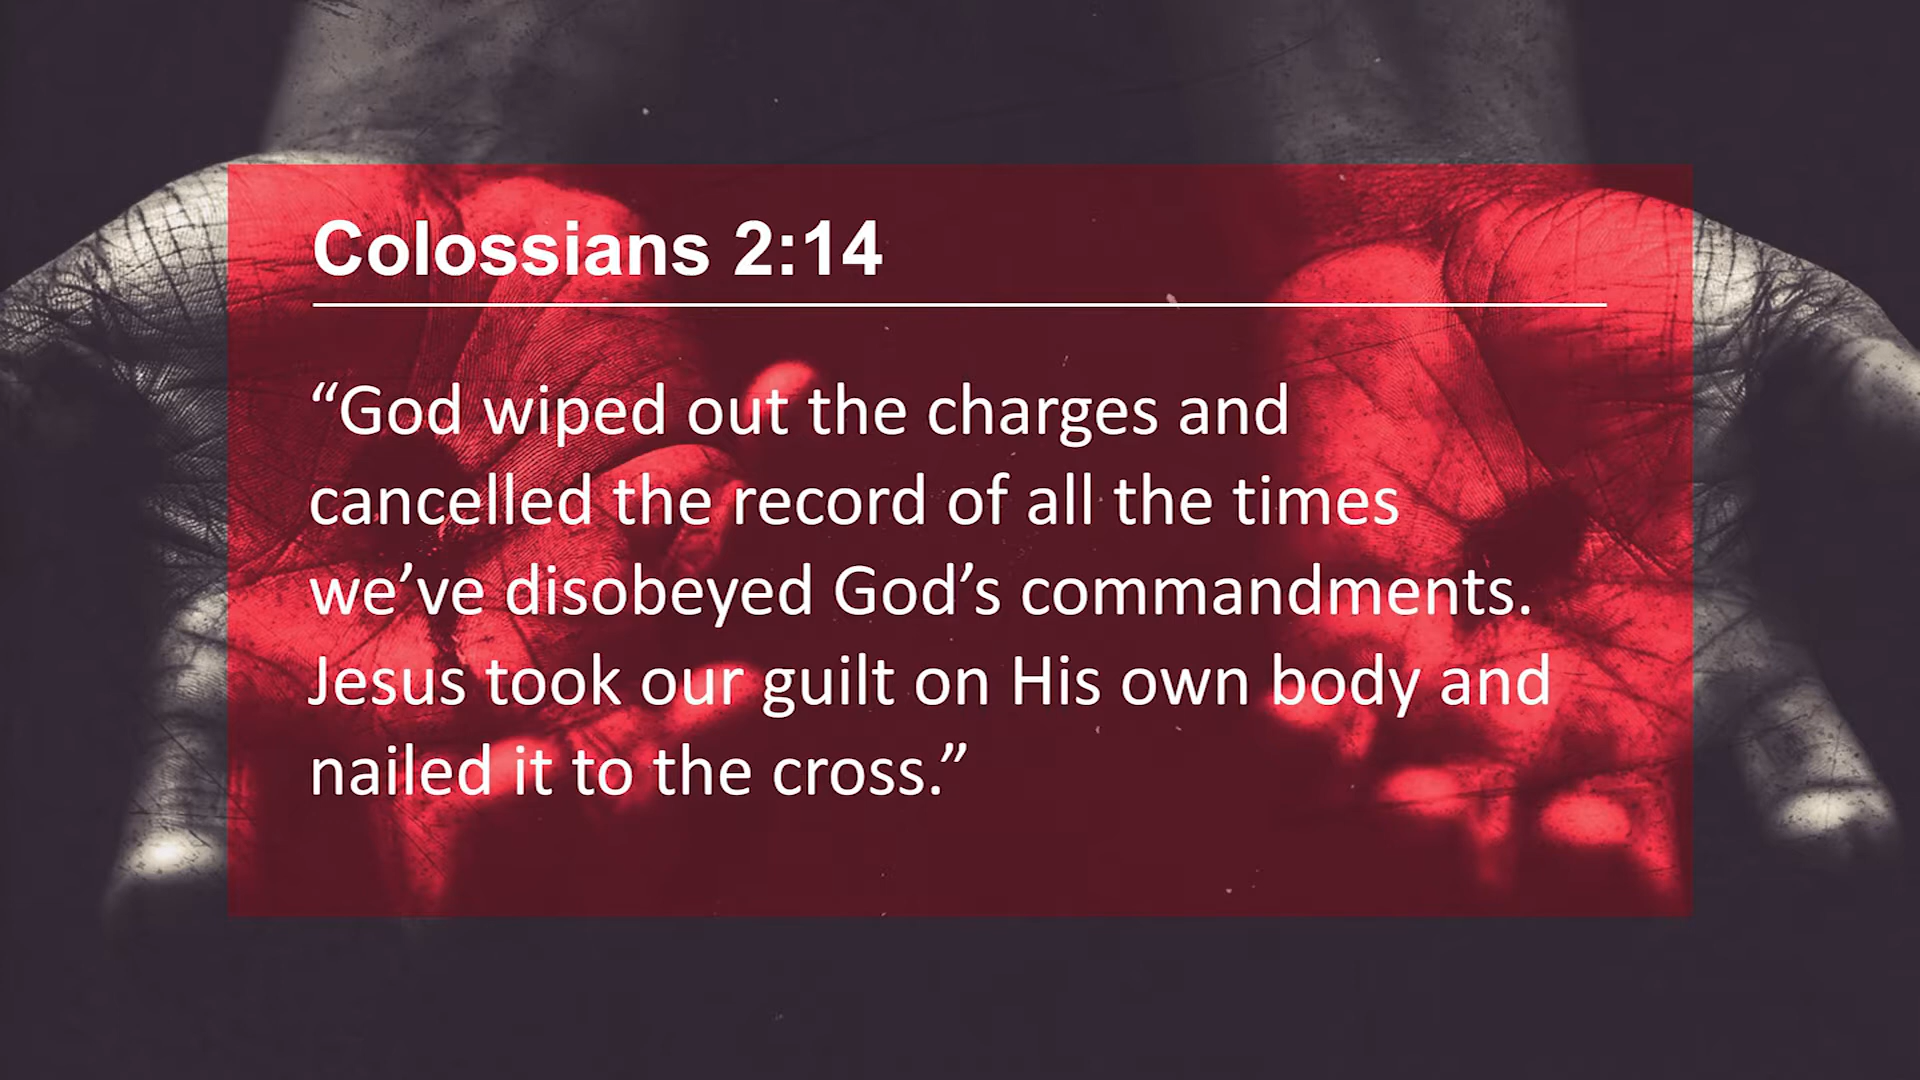 Colossians 2:14
“God wiped out the charges and
cancelled the record of all the times
we’ve disobeyed God’s commandments.
Jesus took our guilt on His own body and
nailed it to the cross.”